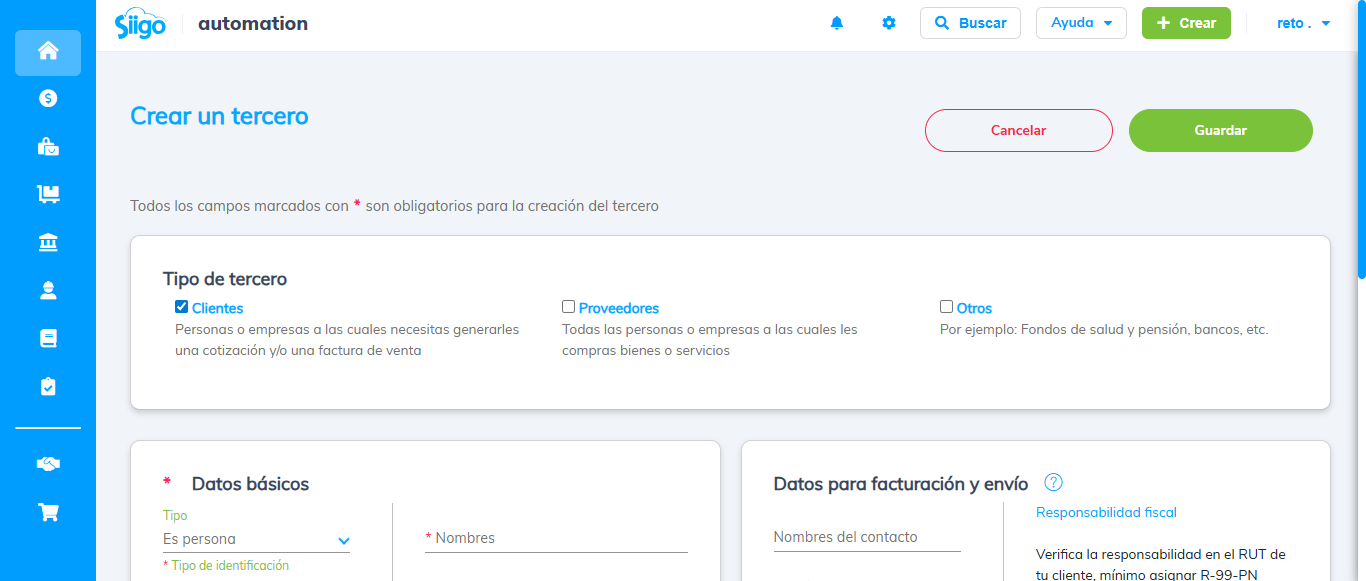 Siigo
automation
Buscar
Ayuda
Crear
reto .
Crear un tercero
Cancelar
Guardar
Todos los campos marcados con * son obligatorios para la creación del tercero
Tipo de tercero
Clientes
Personas o empresas a las cuales necesitas generarles
una cotización y/o una factura de venta
Proveedores
Todas las personas o empresas a las cuales les
compras bienes o servicios
Otros
Por ejemplo: Fondos de salud y pensión, bancos, etc.
* Datos básicos
Tipo
Es persona
* Tipo de identificación
* Nombres
Datos para facturación y envío ?
Nombres del contacto
Responsabilidad fiscal
Verifica la responsabilidad en el RUT de
tu cliente, mínimo asignar R-99-PN